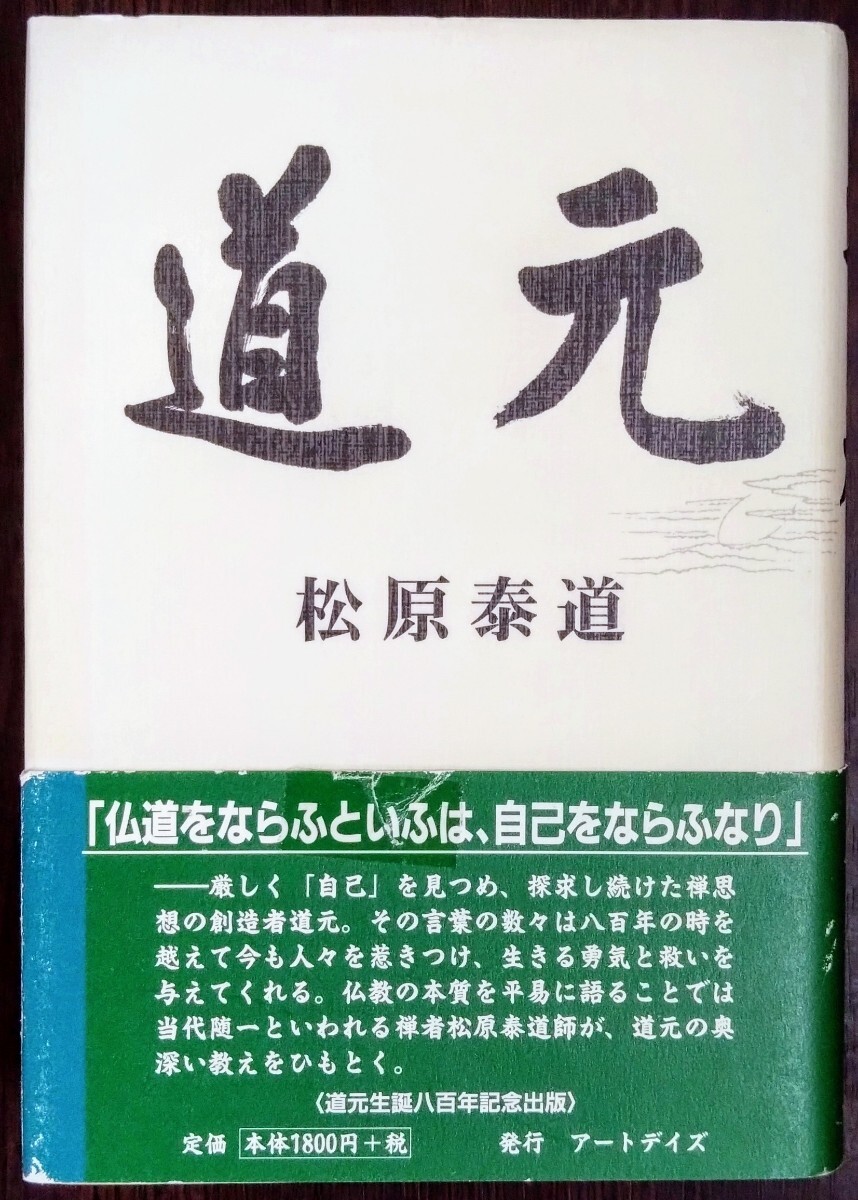 道元
松原泰道
「仏道をならふといふは、自己をならふなり」
――厳しく「自己」を見つめ、探求し続けた禅思
想の創造者道元。その言葉の数々は八百年の時を
越えて今も人々を惹きつけ、生きる勇気と救いを
与えてくれる。仏教の本質を平易に語ることでは
当代随一といわれる禅者松原泰道師が、道元の奥
深い教えをひもとく。
〈道元生誕八百年記念出版〉
定価 本体1800円+税 発行 アートデイズ